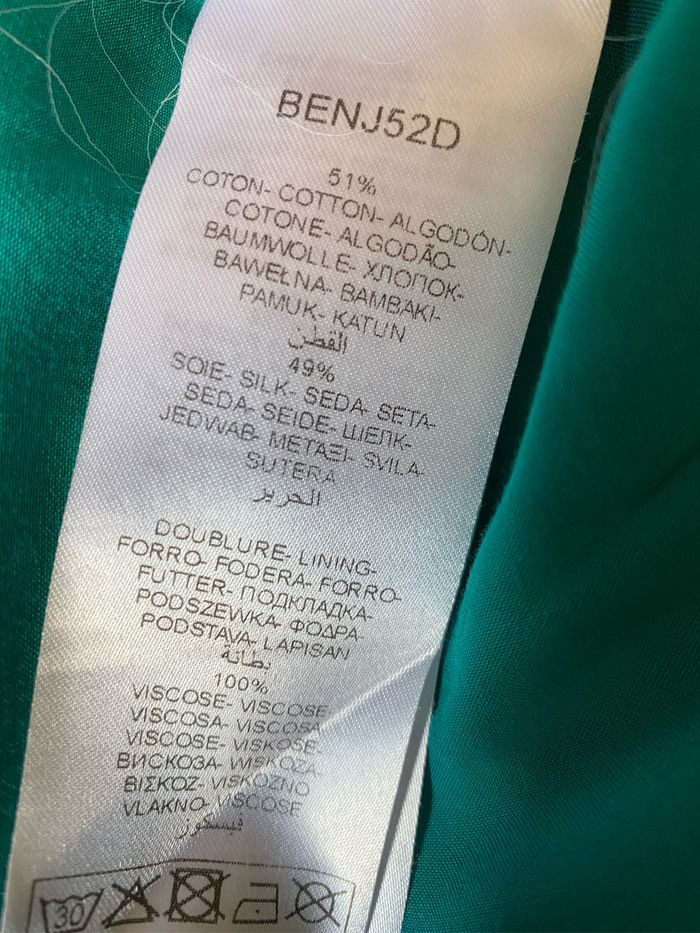 BENJ52D
51%
COTON- COTTON- ALGODÓN-
COTONE- ALGODÃO-
BAUMWOLLE- ХЛОПОК-
BAWEŁNA- BAMBAKI-
PAMUK- KATUN
القطن
49%
SOIE- SILK- SEDA- SETA-
SEDA- SEIDE- ШЕЛК-
JEDWAB- METAΞI- SVILA-
SUTERA
الحرير
DOUBLURE- LINING-
FORRO- FODERA- FORRO-
FUTTER- ПОДКЛАДКА-
PODSZEWKA- ΦΟΔΡΑ-
PODSTAVA- LAPISAN
بطانة
100%
VISCOSE- VISCOSE
VISCOSA- VISCOSA
VISCOSE- VISKOSE-
ВИСКОЗА- WISKOZA
ΒΙΣΚΟΖ- VISKOZNO
VLAKNO- VISCOSE
فيسكوز
30